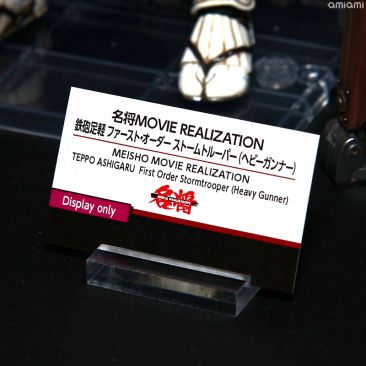 amiami
名将MOVIE REALIZATION
鉄砲足軽 ファースト・オーダー ストームトルーパー(ヘビーガンナー)
MEISHO MOVIE REALIZATION
TEPPO ASHIGARU First Order Stormtrooper (Heavy Gunner)
Display only
名将